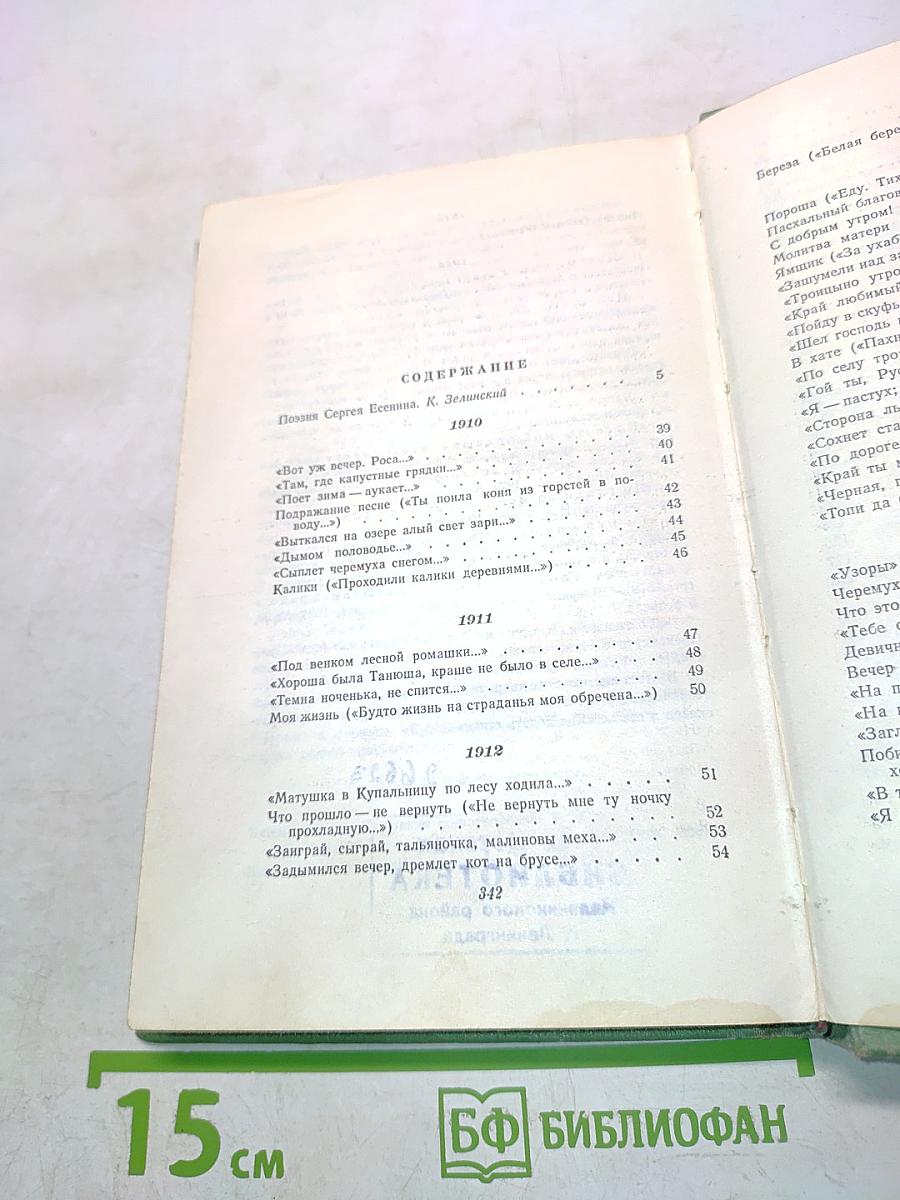 СОДЕРЖАНИЕ
Поэзия Сергея Есенина. К. Зелинский . . . . . . . 5
1910
«Вот уж вечер. Роса...» . . . . . . . . . . . 39
«Там, где капустные грядки...» . . . . . . . . . 40
«Поет зима — аукает...» . . . . . . . . . . . 41
Подражание песне («Ты поила коня из горстей в по-
воду...») . . . . . . . . . . . . . . 42
«Выткался на озере алый свет зари...» . . . . . . 43
«Дымом половодье...» . . . . . . . . . . . 44
«Сыплет черемуха снегом...» . . . . . . . . . 45
Калики («Проходили калики деревнями...») . . . . . 46
1911
«Под венком лесной ромашки...» . . . . . . . . 47
«Хороша была Танюша, краше не было в селе...» . . . 48
«Темна ноченька, не спится...» . . . . . . . . . 49
Моя жизнь («Будто жизнь на страданья моя обречена...») 50
1912
«Матушка в Купальницу по лесу ходила...» . . . . . . 51
Что прошло — не вернуть («Не вернуть мне ту ночку
прохладную...») . . . . . . . . . . . . . 52
«Заиграй, сыграй, тальяночка, малиновы меха...» . . . . 53
«Задымился вечер, дремлет кот на брусе...» . . . . . 54
342
Береза («Белая бере
Пороша («Еду. Тих
Пасхальный благов
С добрым утром!
Молитва матери
Ямщик («За ухаб
«Зашумели над за
«Троицыно утро
«Край любимый
«Пойду в скуфь
«Шел господь
В хате («Пахн
«По селу тро
«Гой ты, Рус
«Я — пастух;
«Сторона ль
«Сохнет ста
«По дороге
«Край ты
«Черная,
«Топи да
«Узоры»
Черемух
Что это
«Тебе
Девичн
Вечер
«На п
«На
«Загл
Поби
«В т
«Я
15 см
БФ БИБЛИОФАН